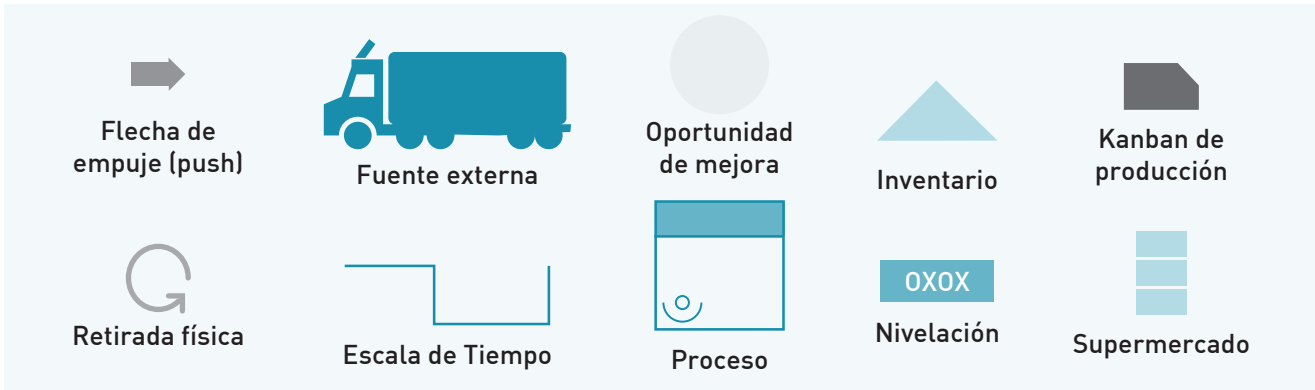 Flecha de
empuje (push)
Fuente externa
Oportunidad
de mejora
Inventario
Kanban de
producción
Retirada física
Escala de Tiempo
Proceso
OXOX
Nivelación
Supermercado